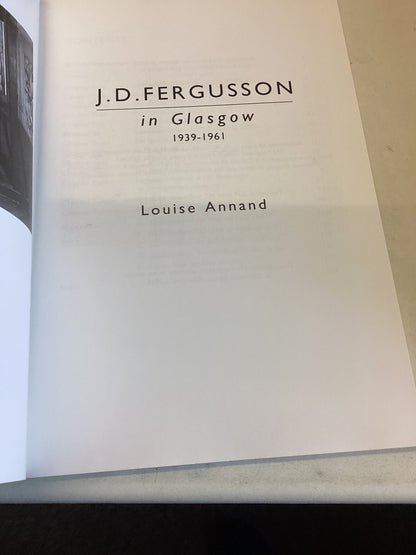 J.D.FERGUSSON
in Glasgow
1939-1961
Louise Annand